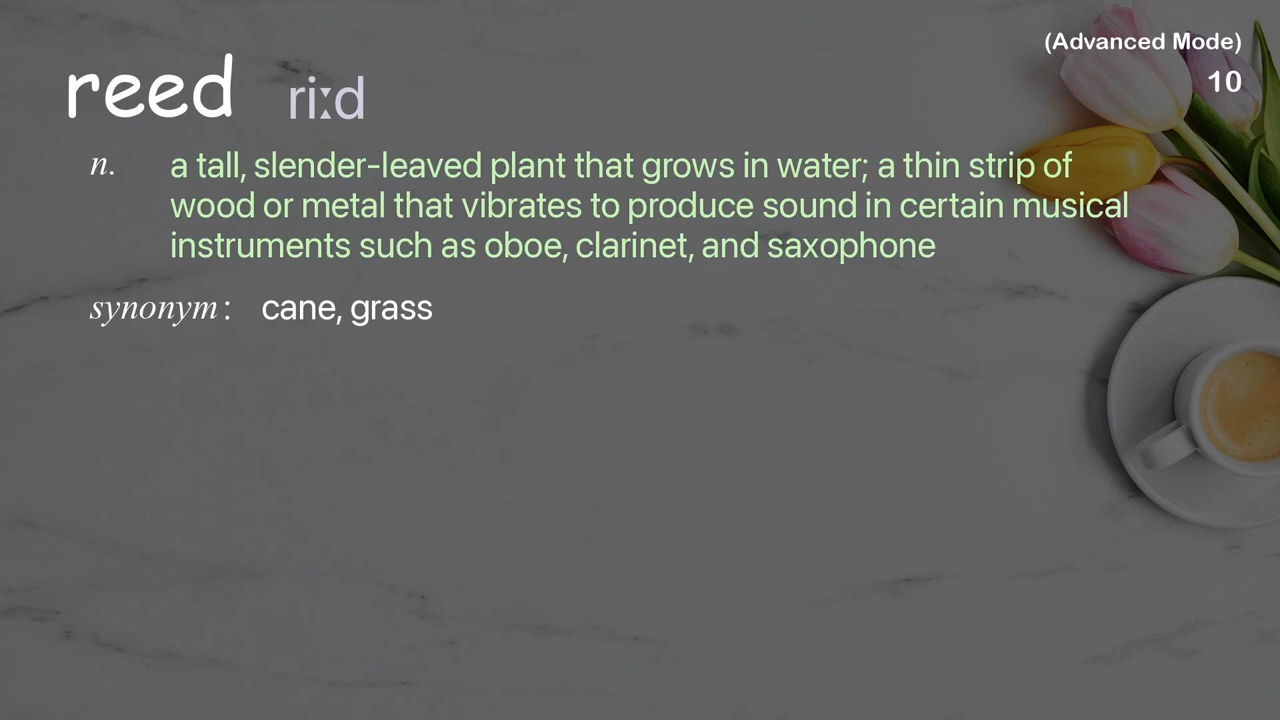 (Advanced Mode)
10
reed riːd
n. a tall, slender-leaved plant that grows in water; a thin strip of
wood or metal that vibrates to produce sound in certain musical
instruments such as oboe, clarinet, and saxophone
synonym: cane, grass